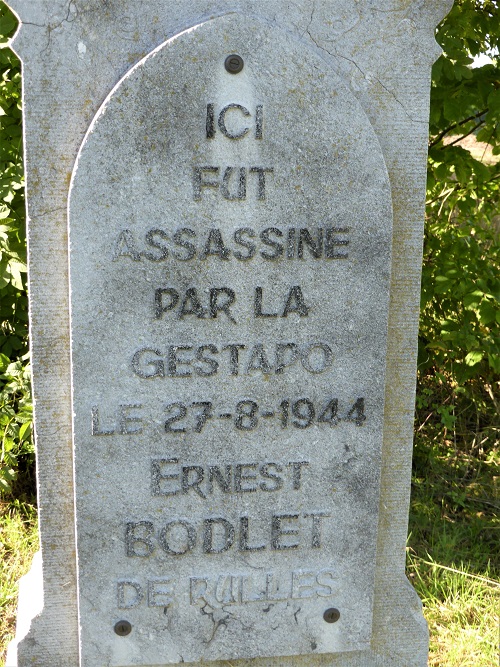 ICI
FUT
ASSASSINE
PAR LA
GESTAPO
LE 27-8-1944
ERNEST
BODLET
DE RULLES